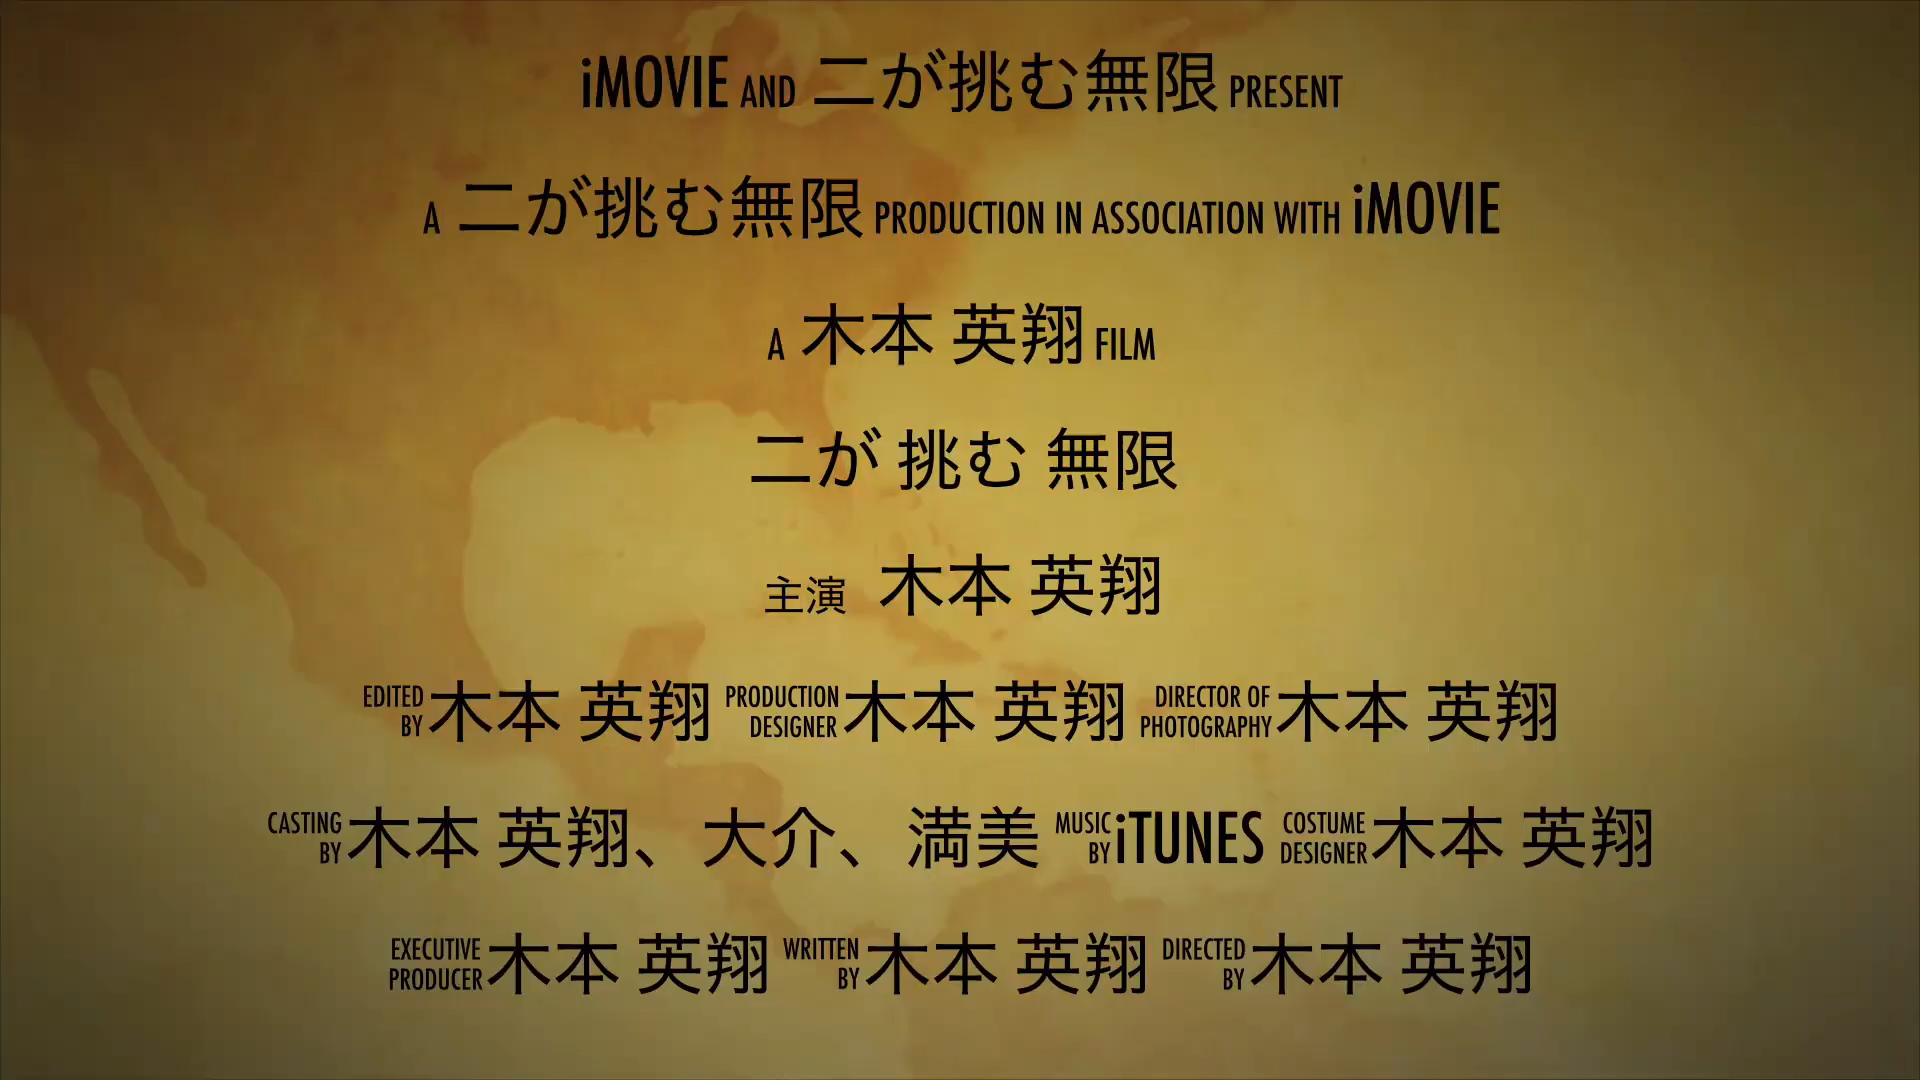 iMOVIE AND 二が挑む無限 PRESENT
A 二が挑む無限 PRODUCTION IN ASSOCIATION WITH iMOVIE
A 木本 英翔 FILM
二が 挑む 無限
主演 木本 英翔
EDITED BY 木本 英翔 PRODUCTION DESIGNER 木本 英翔 DIRECTOR OF PHOTOGRAPHY 木本 英翔
CASTING BY 木本 英翔、大介、満美 MUSIC BY iTUNES COSTUME DESIGNER 木本 英翔
EXECUTIVE PRODUCER 木本 英翔 WRITTEN BY 木本 英翔 DIRECTED BY 木本 英翔